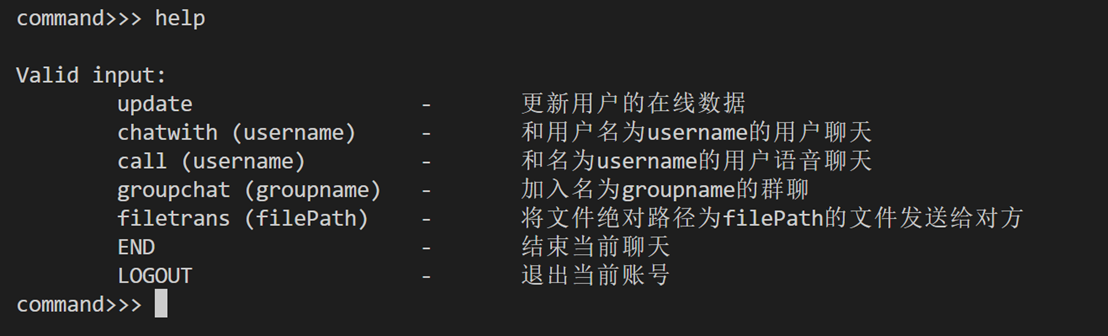 command>>> help
Valid input:
update - 更新用户的在线数据
chatwith (username) - 和用户名为username的用户聊天
call (username) - 和名为username的用户语音聊天
groupchat (groupname) - 加入名为groupname的群聊
filetrans (filePath) - 将文件绝对路径为filePath的文件发送给对方
END - 结束当前聊天
LOGOUT - 退出当前账号
command>>>